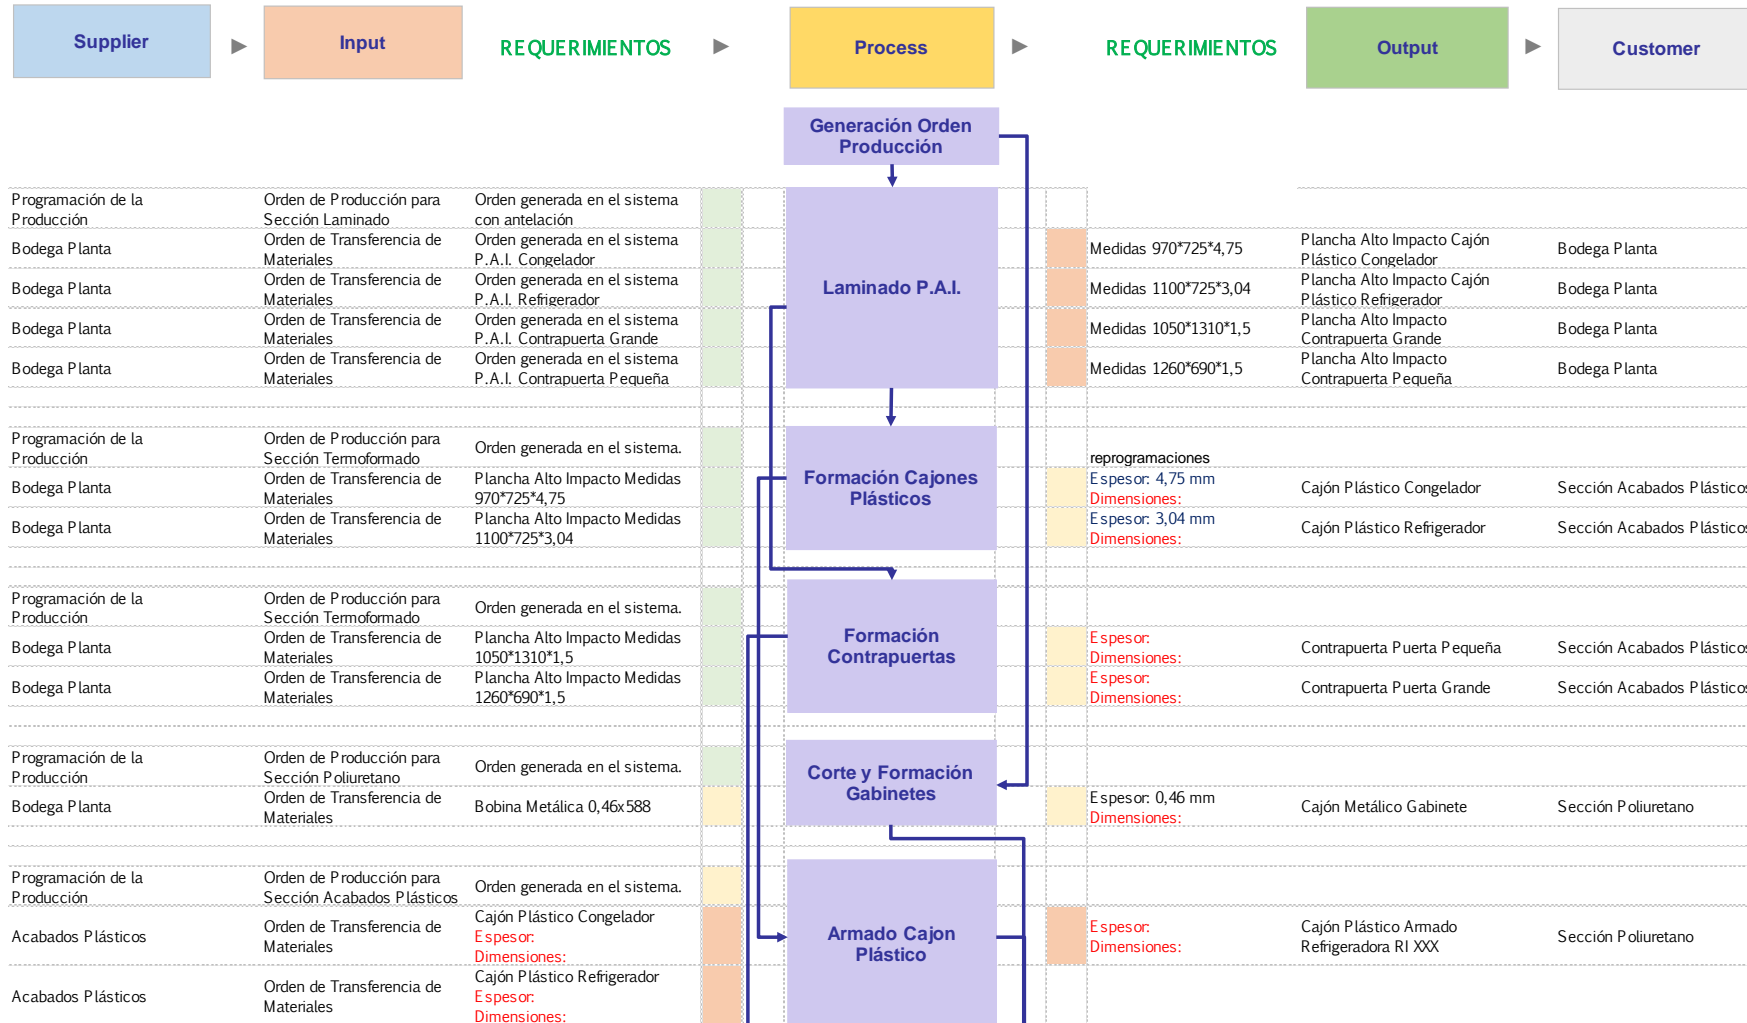 Supplier
Input
REQUERIMIENTOS
Process
REQUERIMIENTOS
Output
Customer
Generación Orden
Producción
Programación de la
Producción
Orden de Producción para
Sección Laminado
Orden generada en el sistema
con antelación
Laminado P.A.I.
Bodega Planta
Orden de Transferencia de
Materiales
Orden generada en el sistema
P.A.I. Congelador
Medidas 970*725*4,75
Plancha Alto Impacto Cajón
Plástico Congelador
Bodega Planta
Bodega Planta
Orden de Transferencia de
Materiales
Orden generada en el sistema
P.A.I. Refrigerador
Medidas 1100*725*3,04
Plancha Alto Impacto Cajón
Plástico Refrigerador
Bodega Planta
Bodega Planta
Orden de Transferencia de
Materiales
Orden generada en el sistema
P.A.I. Contrapuerta Grande
Medidas 1050*1310*1,5
Plancha Alto Impacto
Contrapuerta Grande
Bodega Planta
Bodega Planta
Orden de Transferencia de
Materiales
Orden generada en el sistema
P.A.I. Contrapuerta Pequeña
Medidas 1260*690*1,5
Plancha Alto Impacto
Contrapuerta Pequeña
Bodega Planta
Programación de la
Producción
Orden de Producción para
Sección Termoformado
Orden generada en el sistema.
Formación Cajones
Plásticos
reprogramaciones
Bodega Planta
Orden de Transferencia de
Materiales
Plancha Alto Impacto Medidas
970*725*4,75
Espesor: 4,75 mm
Dimensiones:
Cajón Plástico Congelador
Sección Acabados Plásticos
Bodega Planta
Orden de Transferencia de
Materiales
Plancha Alto Impacto Medidas
1100*725*3,04
Espesor: 3,04 mm
Dimensiones:
Cajón Plástico Refrigerador
Sección Acabados Plásticos
Programación de la
Producción
Orden de Producción para
Sección Termoformado
Orden generada en el sistema.
Formación
Contrapuertas
Bodega Planta
Orden de Transferencia de
Materiales
Plancha Alto Impacto Medidas
1050*1310*1,5
Espesor:
Dimensiones:
Contrapuerta Puerta Pequeña
Sección Acabados Plásticos
Bodega Planta
Orden de Transferencia de
Materiales
Plancha Alto Impacto Medidas
1260*690*1,5
Espesor:
Dimensiones:
Contrapuerta Puerta Grande
Sección Acabados Plásticos
Programación de la
Producción
Orden de Producción para
Sección Poliuretano
Orden generada en el sistema.
Corte y Formación
Gabinetes
Bodega Planta
Orden de Transferencia de
Materiales
Bobina Metálica 0,46x588
Espesor: 0,46 mm
Dimensiones:
Cajón Metálico Gabinete
Sección Poliuretano
Programación de la
Producción
Orden de Producción para
Sección Acabados Plásticos
Orden generada en el sistema.
Armado Cajon
Plástico
Acabados Plásticos
Orden de Transferencia de
Materiales
Cajón Plástico Congelador
Espesor:
Dimensiones:
Espesor:
Dimensiones:
Cajón Plástico Armado
Refrigeradora RI XXX
Sección Poliuretano
Acabados Plásticos
Orden de Transferencia de
Materiales
Cajón Plástico Refrigerador
Espesor:
Dimensiones: